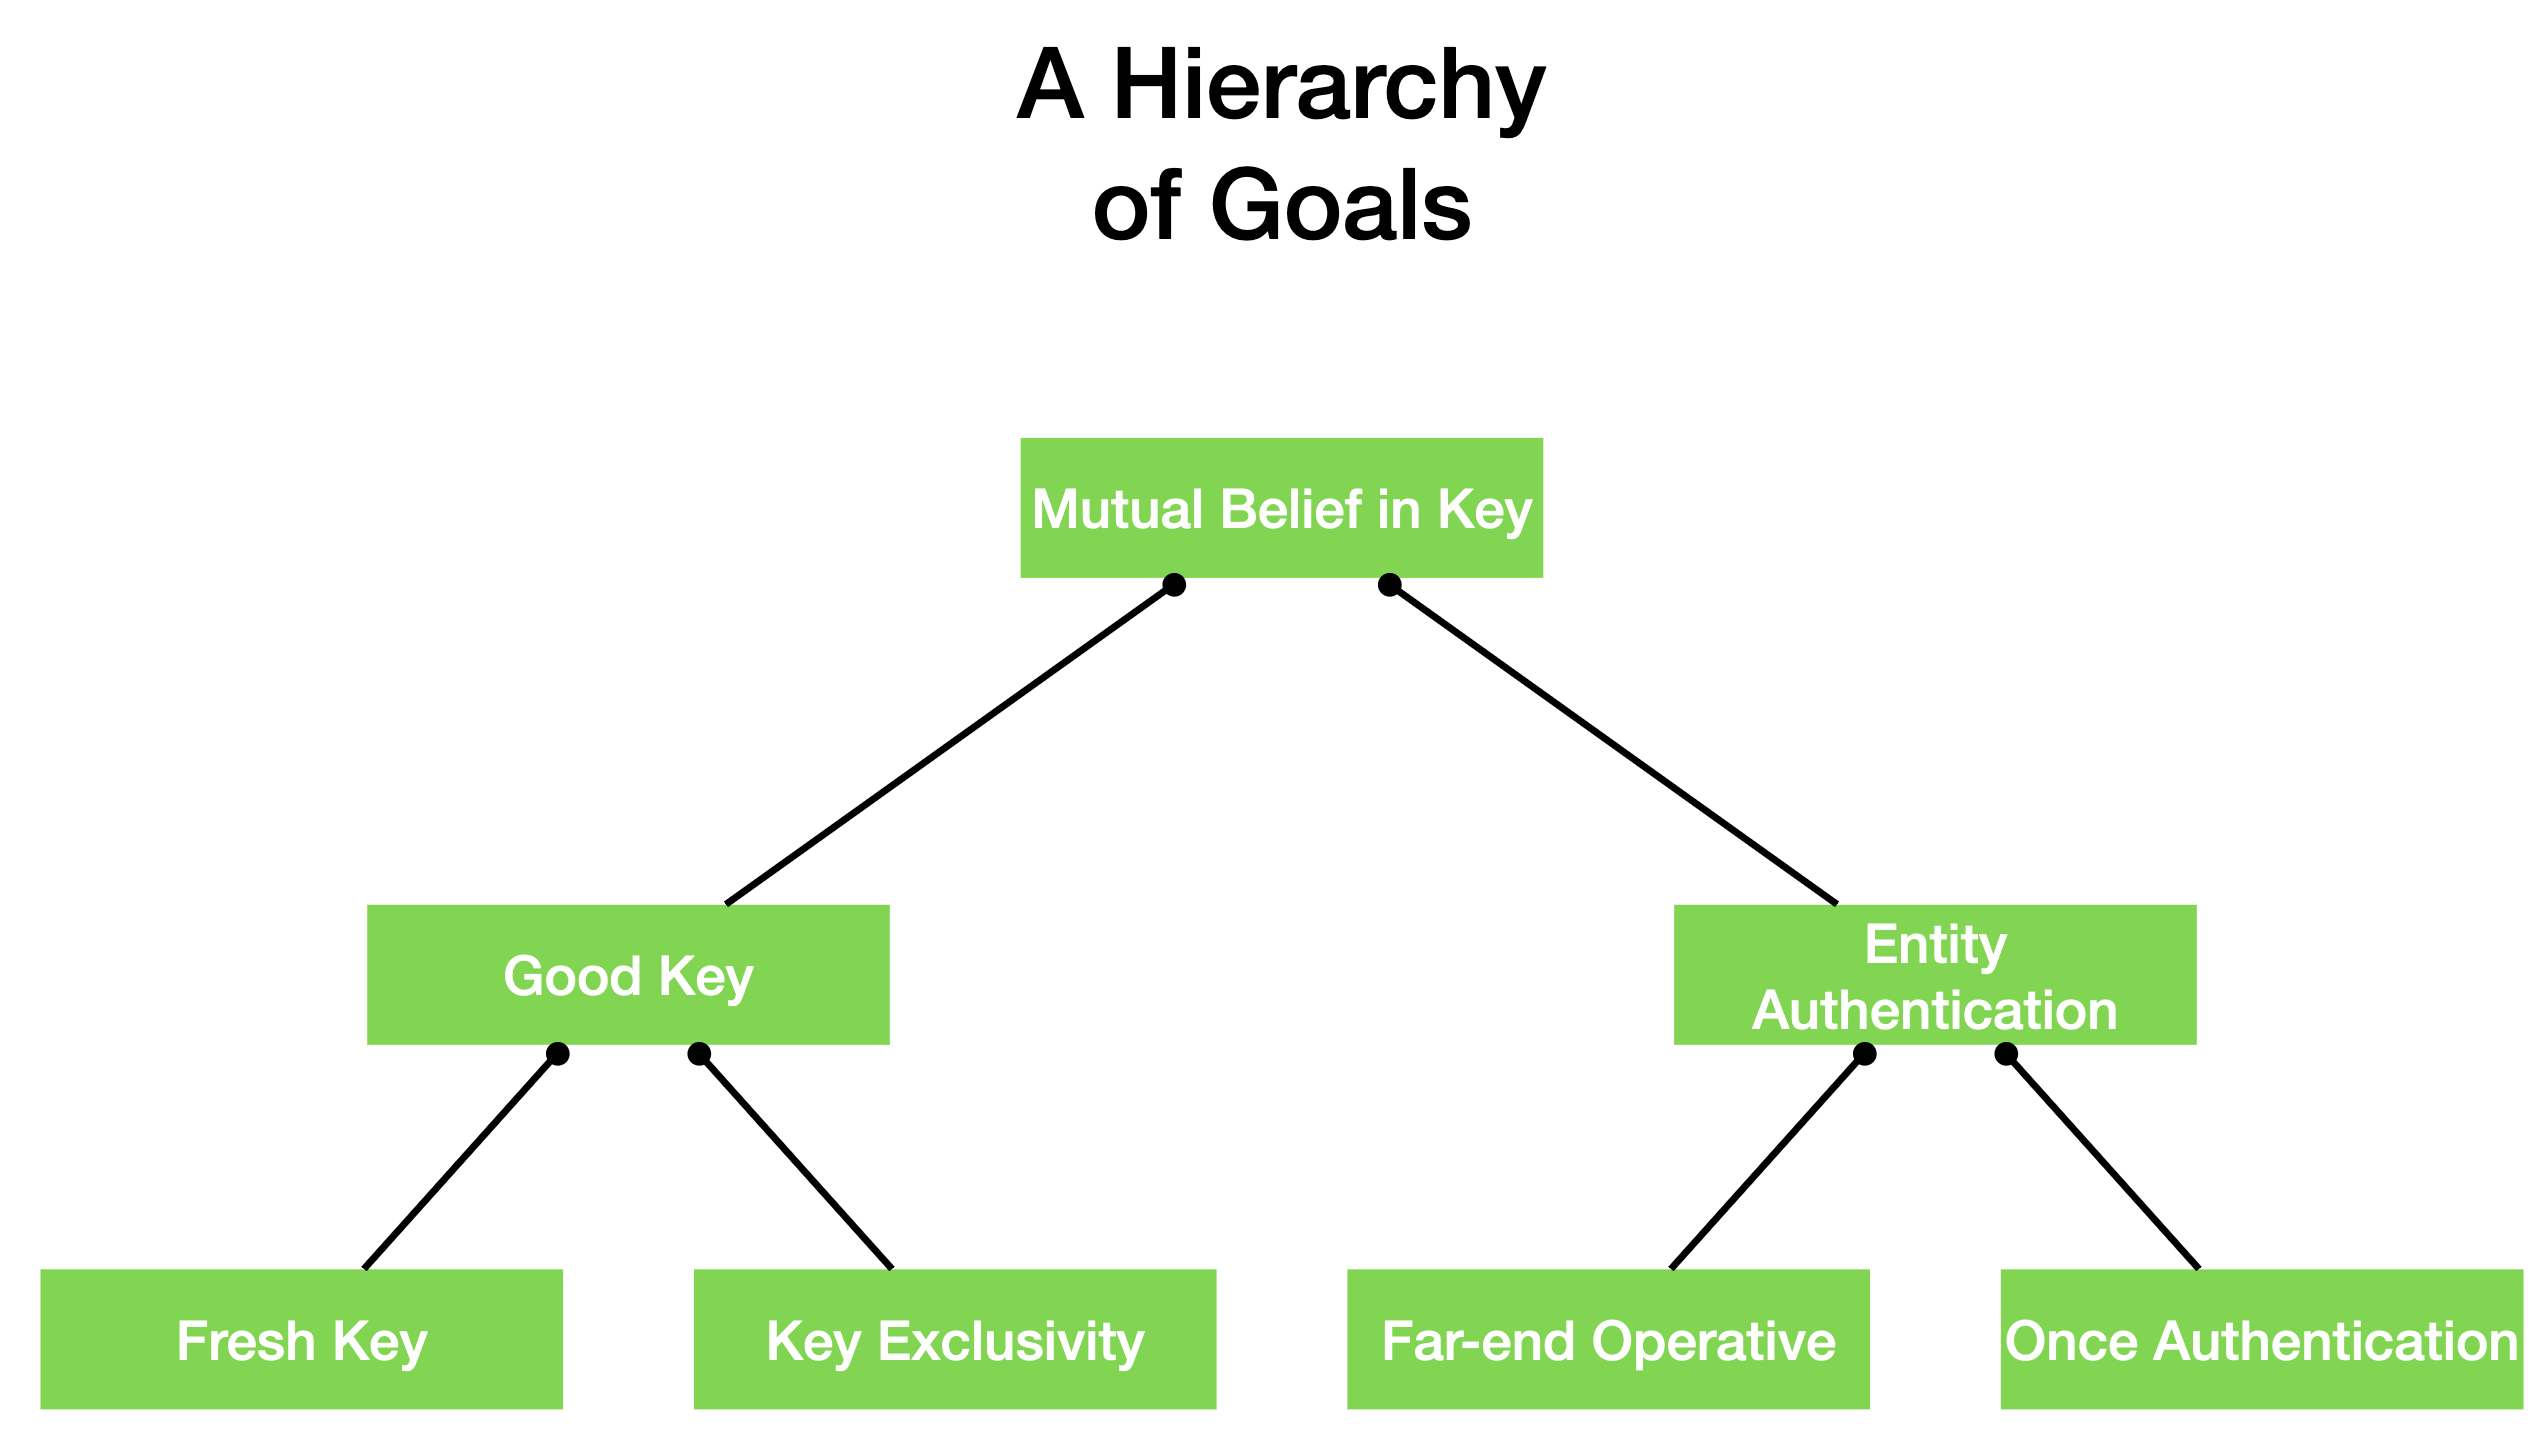 A Hierarchy
of Goals
Mutual Belief in Key
Good Key
Entity
Authentication
Fresh Key
Key Exclusivity
Far-end Operative
Once Authentication